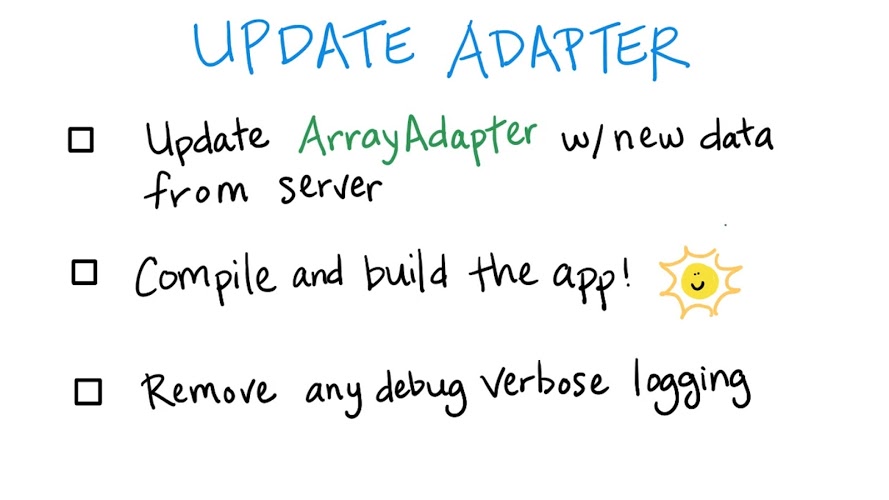 UPDATE ADAPTER
Update ArrayAdapter w/new data
from server
Compile and build the app!
Remove any debug verbose logging